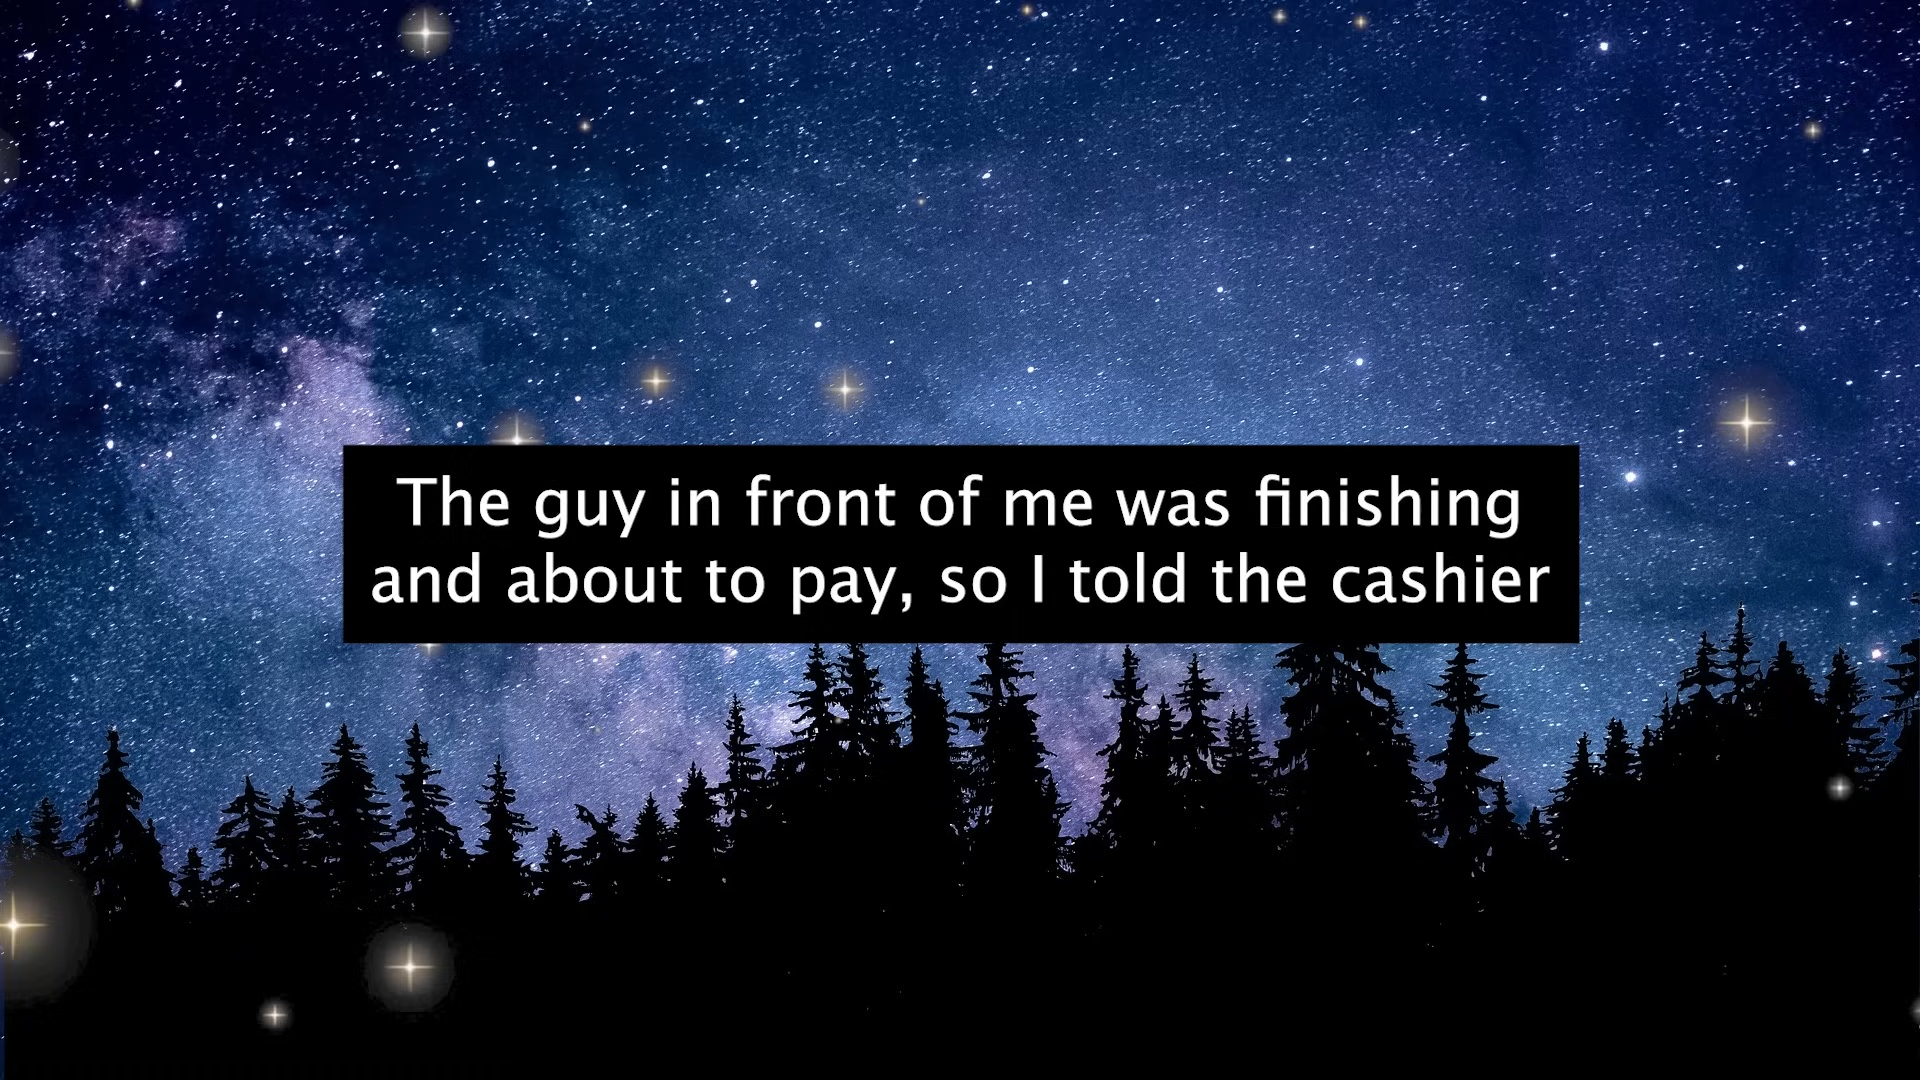 The guy in front of me was finishing
and about to pay, so I told the cashier